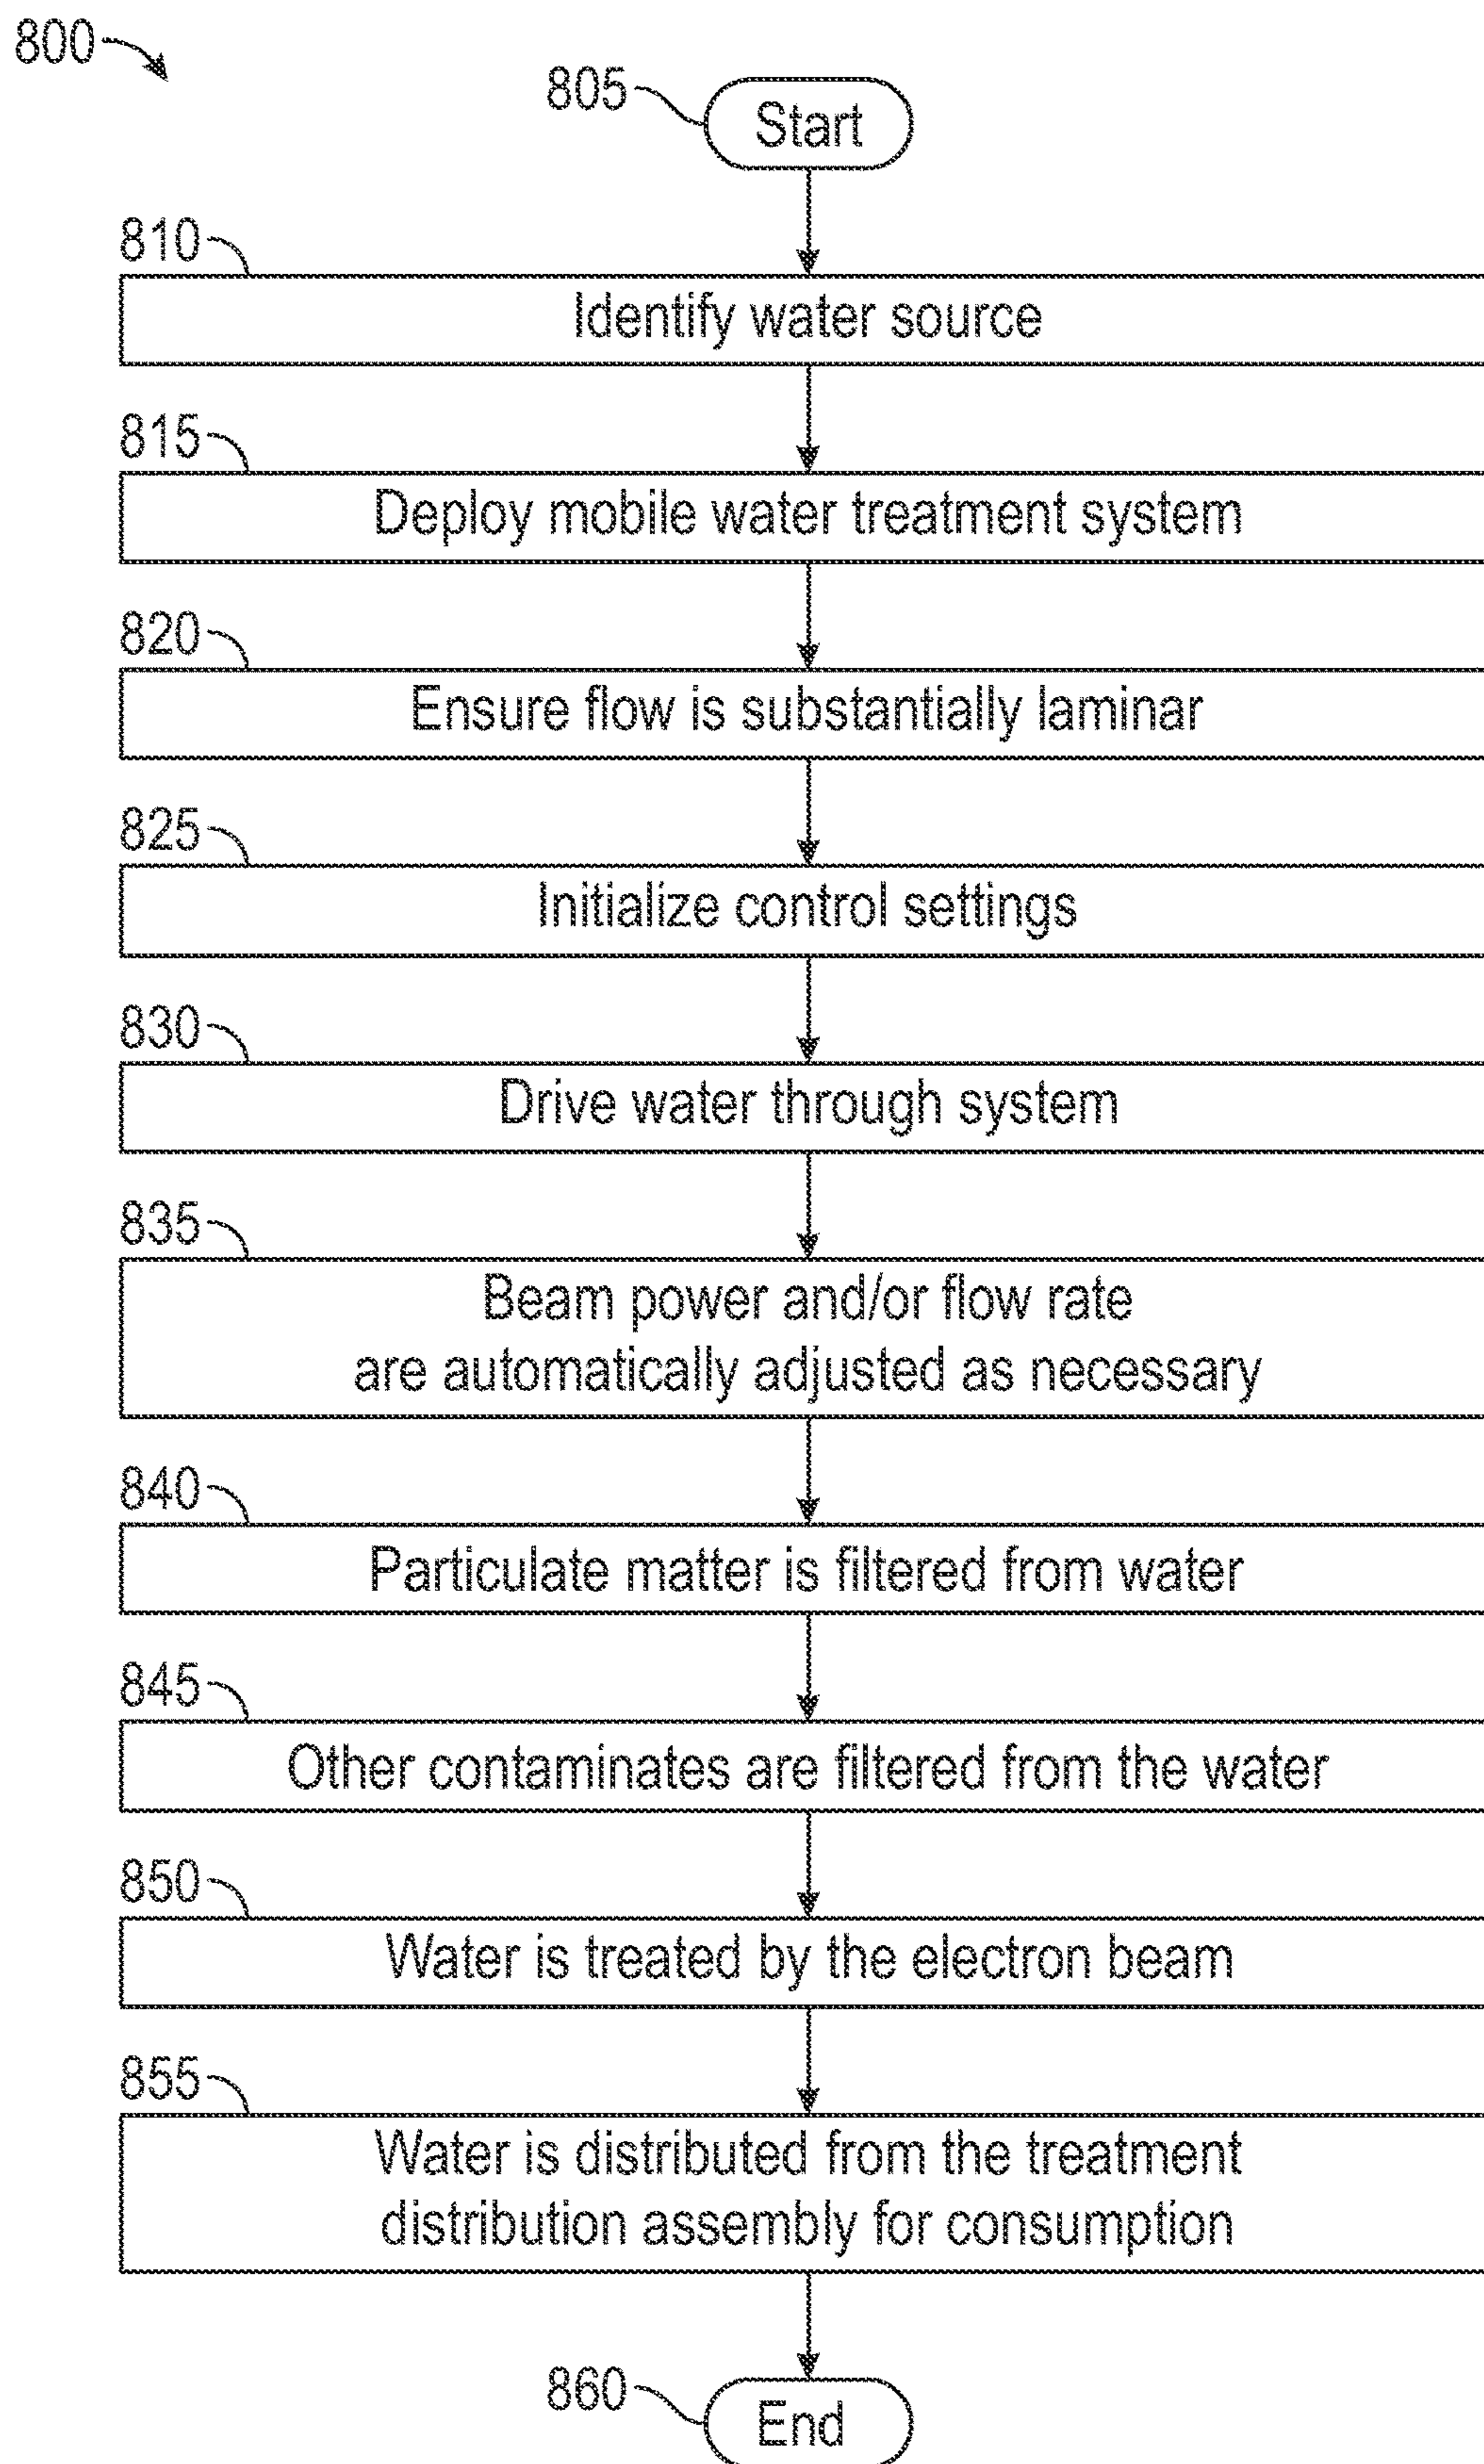 800
805
Start
810
Identify water source
815
Deploy mobile water treatment system
820
Ensure flow is substantially laminar
825
Initialize control settings
830
Drive water through system
835
Beam power and/or flow rate
are automatically adjusted as necessary
840
Particulate matter is filtered from water
845
Other contaminates are filtered from the water
850
Water is treated by the electron beam
855
Water is distributed from the treatment
distribution assembly for consumption
860
End